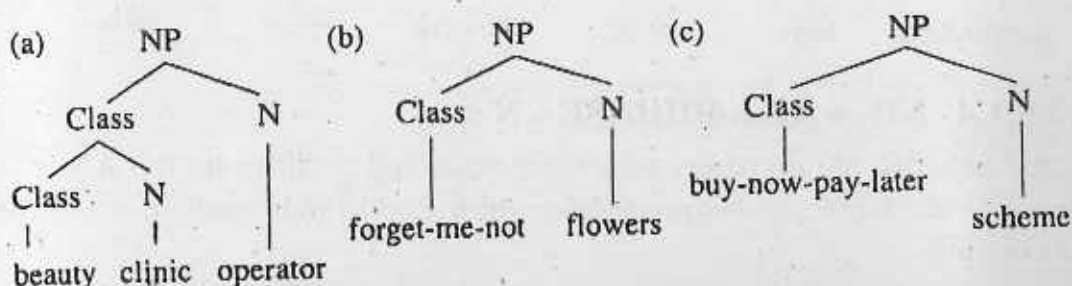 (a) NP (b) NP (c) NP
Class N Class N Class N
Class N
buy-now-pay-later
forget-me-not flowers scheme
beauty clinic operator